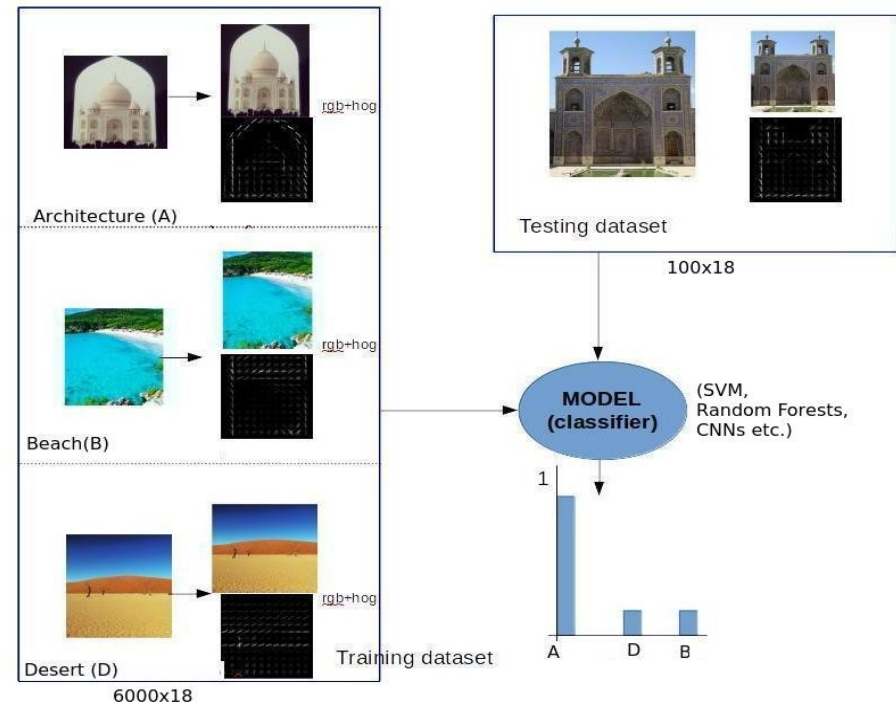 rgb+hog
Architecture (A)
rgb+hog
Beach(B)
rgb+hog
Desert (D)
Training dataset
6000x18
Testing dataset
100x18
MODEL
(classifier)
(SVM,
Random Forests,
CNNs etc.)
1
A D B